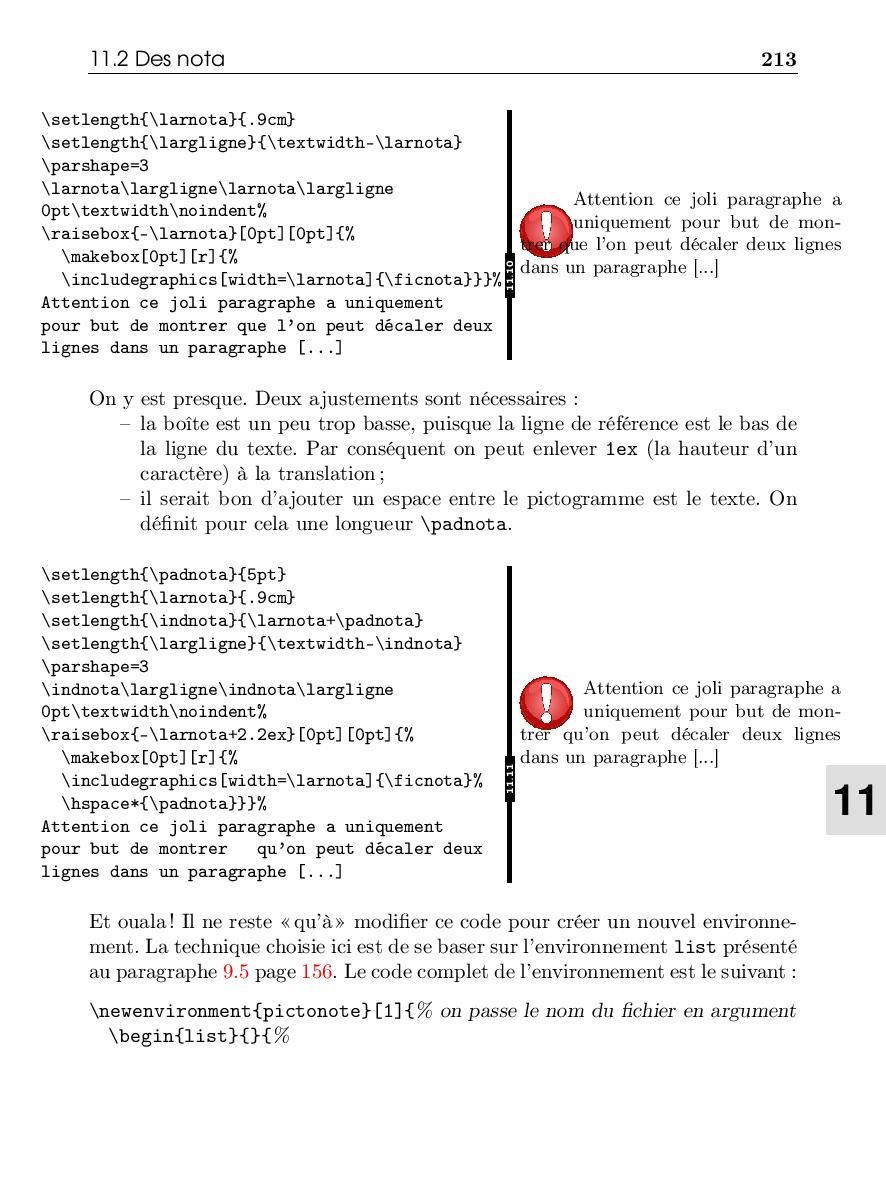 11.2 Des nota 213
\setlength{\larnota}{.9cm}
\setlength{\largligne}{\textwidth-\larnota}
\parshape=3
\larnota\largligne\larnota\largligne
0pt\textwidth\noindent%
\raisebox{-\larnota}[0pt][0pt]{%
\makebox[0pt][r]{%
\includegraphics[width=\larnota]{\ficnota}}}%
Attention ce joli paragraphe a uniquement
pour but de montrer que l'on peut décaler deux
lignes dans un paragraphe [...]
11.10
Attention ce joli paragraphe a
uniquement pour but de mon-
trer que l'on peut décaler deux lignes
dans un paragraphe [...]
On y est presque. Deux ajustements sont nécessaires :
– la boîte est un peu trop basse, puisque la ligne de référence est le bas de
la ligne du texte. Par conséquent on peut enlever 1ex (la hauteur d'un
caractère) à la translation ;
– il serait bon d'ajouter un espace entre le pictogramme est le texte. On
définit pour cela une longueur \padnota.
\setlength{\padnota}{5pt}
\setlength{\larnota}{.9cm}
\setlength{\indnota}{\larnota+\padnota}
\setlength{\largligne}{\textwidth-\indnota}
\parshape=3
\indnota\largligne\indnota\largligne
0pt\textwidth\noindent%
\raisebox{-\larnota+2.2ex}[0pt][0pt]{%
\makebox[0pt][r]{%
\includegraphics[width=\larnota]{\ficnota}%
\hspace*{\padnota}}}%
Attention ce joli paragraphe a uniquement
pour but de montrer   qu'on peut décaler deux
lignes dans un paragraphe [...]
11.11
Attention ce joli paragraphe a
uniquement pour but de mon-
trer qu'on peut décaler deux lignes
dans un paragraphe [...]
11
Et ouala ! Il ne reste « qu'à » modifier ce code pour créer un nouvel environne-
ment. La technique choisie ici est de se baser sur l'environnement list présenté
au paragraphe 9.5 page 156. Le code complet de l'environnement est le suivant :
\newenvironment{pictonote}[1]{% on passe le nom du fichier en argument
\begin{list}{}{%